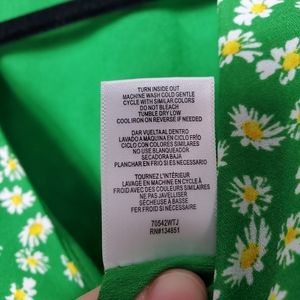 TURN INSIDE OUT
MACHINE WASH COLD GENTLE
CYCLE WITH SIMILAR COLORS
DO NOT BLEACH
TUMBLE DRY LOW
COOL IRON ON REVERSE IF NEEDED
DAR VUELTA AL DENTRO
LAVADO A MAQUINA EN CICLO FRIO
CICLO CON COLORES SIMILARES
NO USE BLANQUEADOR
SECADORA BAJA
PLANCHAR EN FRIO SI ES NECESARIO
TOURNEZ L'INTÉRIEUR
LAVAGE EN MACHINE EN CYCLE À
FROID AVEC DES COULEURS SIMILAIRES
NE PAS JAVELLISER
SÉCHEUSE À BASSE
FER FROID SI NÉCESSAIRE
70542WTJ
RN#134851